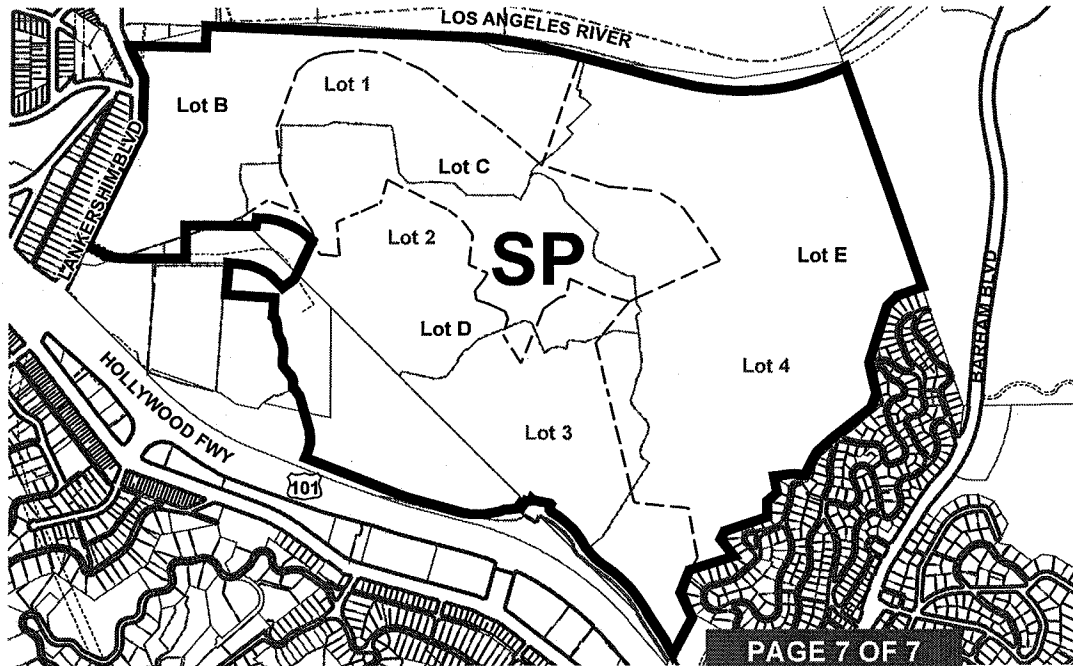 LOS ANGELES RIVER
Lot 1
Lot B
LANKERSHIM BLVD
Lot C
Lot 2
SP
Lot E
Lot D
BARHAM BLVD
Lot 4
HOLLYWOOD FWY
Lot 3
101
PAGE 7 OF 7